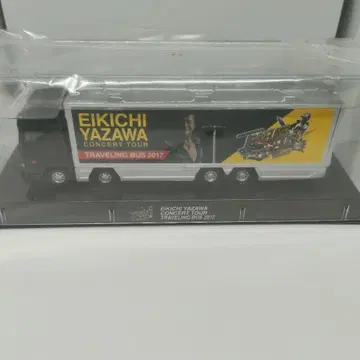 EIKICHI
YAZAWA
CONCERT TOUR
TRAVELING BUS 2017
EIKICHI YAZAWA
CONCERT TOUR
TRAVELING BUS 2017